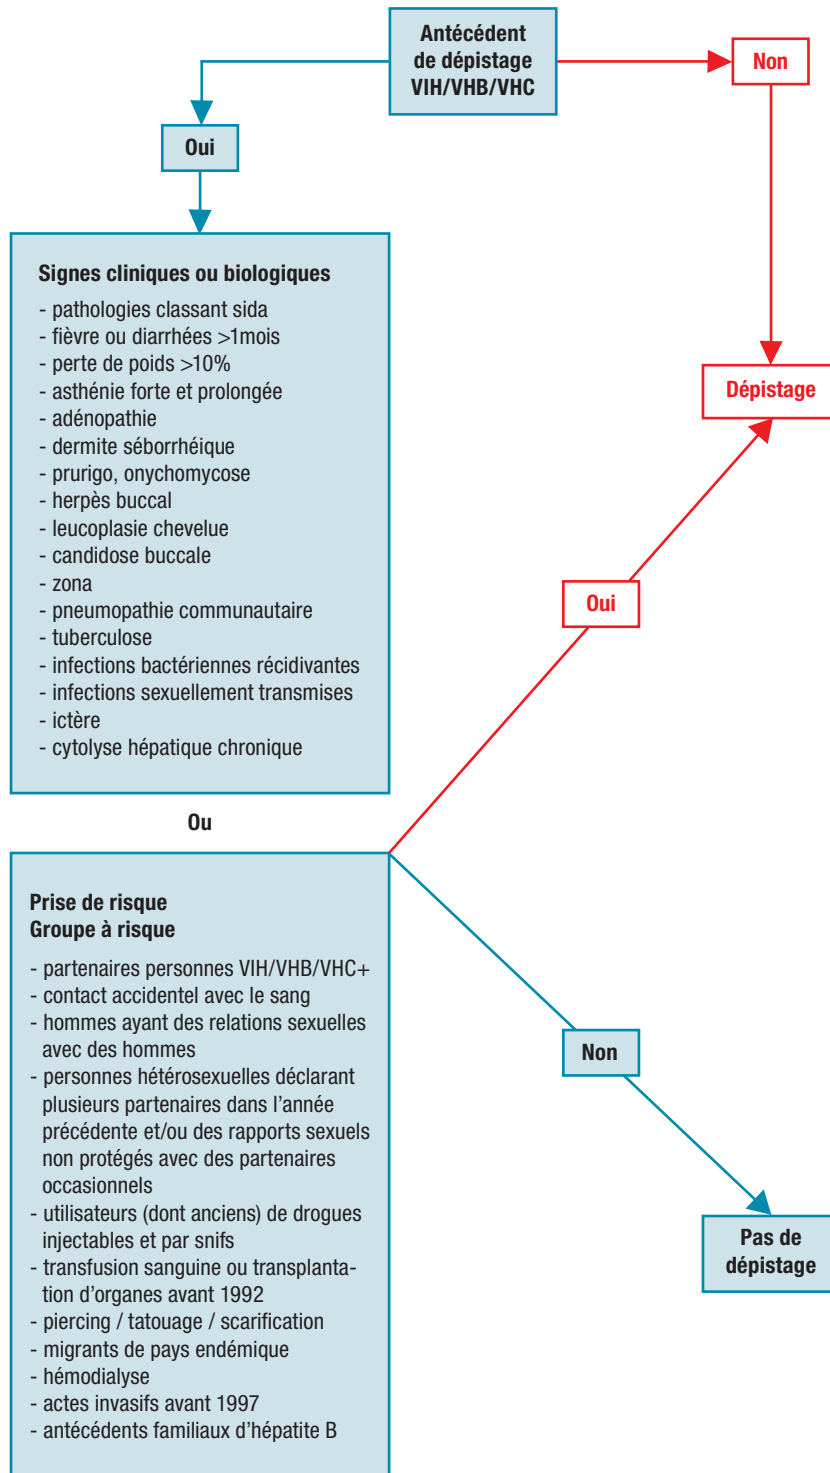 Antécédent
de dépistage
VIH/VHB/VHC
Non
Oui
Signes cliniques ou biologiques
- pathologies classant sida
- fièvre ou diarrhées >1mois
- perte de poids >10%
- asthénie forte et prolongée
- adénopathie
- dermite séborrhéique
- prurigo, onychomycose
- herpès buccal
- leucoplasie chevelue
- candidose buccale
- zona
- pneumopathie communautaire
- tuberculose
- infections bactériennes récidivantes
- infections sexuellement transmises
- ictère
- cytolyse hépatique chronique
Dépistage
Oui
Ou
Prise de risque
Groupe à risque
- partenaires personnes VIH/VHB/VHC+
- contact accidentel avec le sang
- hommes ayant des relations sexuelles
avec des hommes
- personnes hétérosexuelles déclarant
plusieurs partenaires dans l’année
précédente et/ou des rapports sexuels
non protégés avec des partenaires
occasionnels
- utilisateurs (dont anciens) de drogues
injectables et par snifs
- transfusion sanguine ou transplanta-
tion d’organes avant 1992
- piercing / tatouage / scarification
- migrants de pays endémique
- hémodialyse
- actes invasifs avant 1997
- antécédents familiaux d’hépatite B
Non
Pas de
dépistage